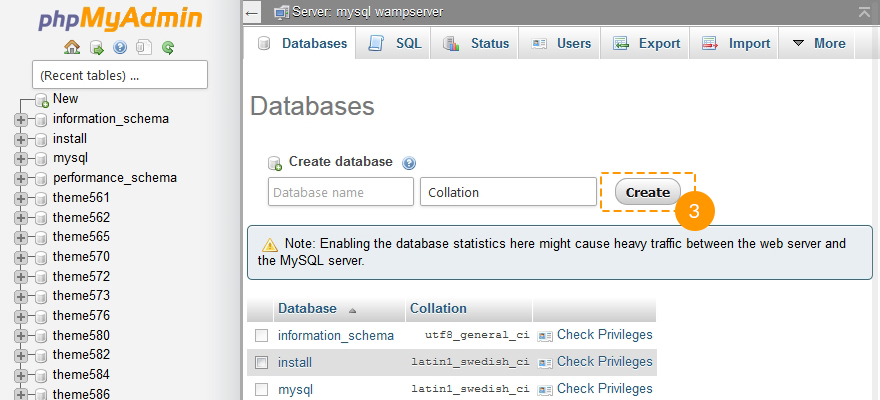 phpMyAdmin
(Recent tables) ...
New
information_schema
install
mysql
performance_schema
theme561
theme562
theme565
theme570
theme572
theme573
theme576
theme580
theme582
theme584
theme586
Server: mysql wampserver
Databases SQL Status Users Export Import More
Databases
Create database
Database name Collation Create
3
Note: Enabling the database statistics here might cause heavy traffic between the web server and
the MySQL server.
Database Collation
information_schema utf8_general_ci Check Privileges
install latin1_swedish_ci Check Privileges
mysql latin1_swedish_ci Check Privileges